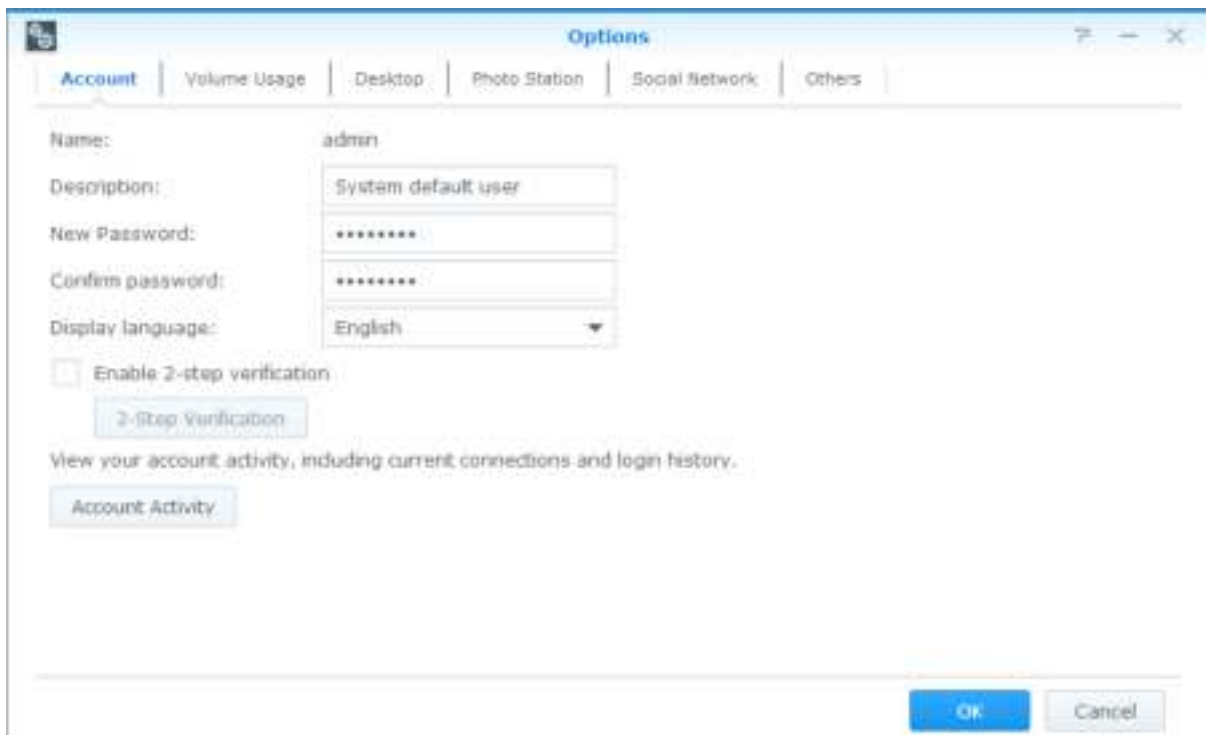 Options
Account Volume Usage Desktop Photo Station Social Network Others
Name: admin
Description: System default user
New Password: ••••••••
Confirm password: ••••••••
Display language: English
Enable 2-step verification
2-Step Verification
View your account activity, including current connections and login history.
Account Activity
OK Cancel